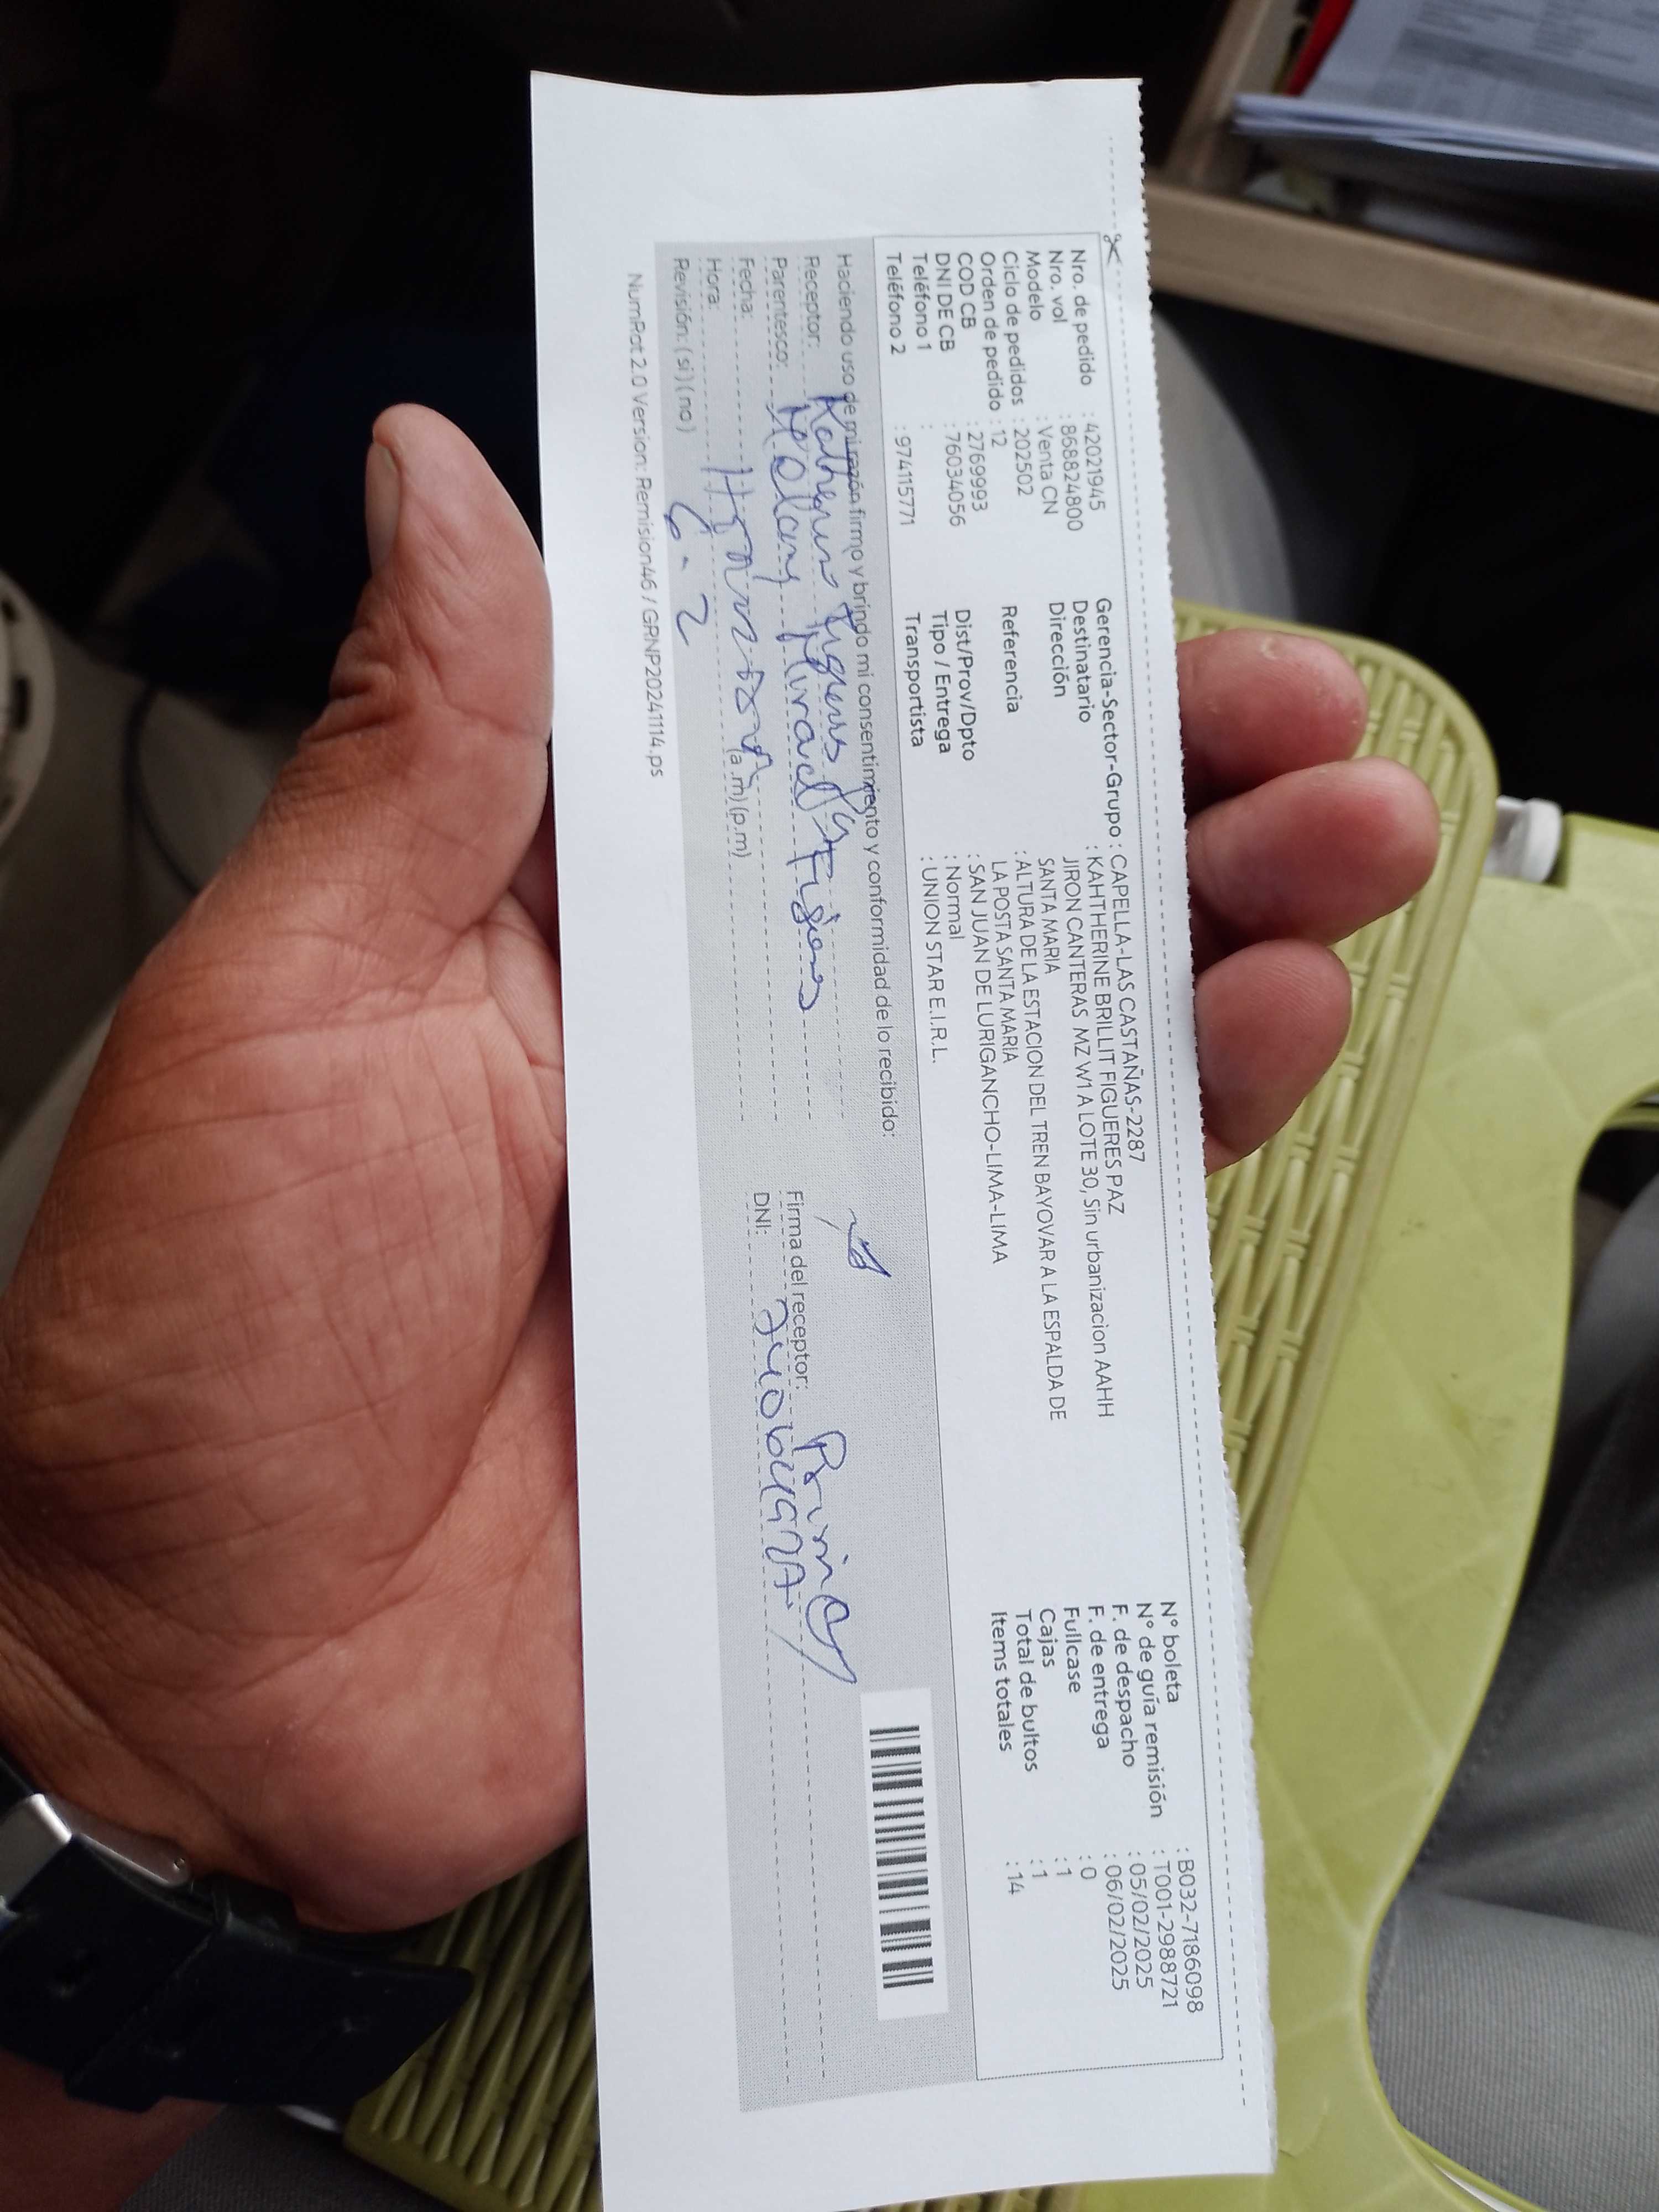 Nro. de pedido : 42021945
Nro. vol : 868824800
Modelo : Venta CN
Ciclo de pedidos : 202502
Orden de pedido : 12
COD CB : 2769993
DNI DE CB : 76034056
Teléfono 1 :
Teléfono 2 : 974115771
Gerencia-Sector-Grupo : CAPELLA-LAS CASTAÑAS-2287
Destinatario : KAHTHERINE BRILLIT FIGUERES PAZ
Dirección JIRON CANTERAS MZ W1 A LOTE 30, Sin urbanizacion AAHH
SANTA MARIA
Referencia : ALTURA DE LA ESTACION DEL TREN BAYOVAR A LA ESPALDA DE
LA POSTA SANTA MARIA
Dist/Prov/Dpto : SAN JUAN DE LURIGANCHO-LIMA-LIMA
Tipo / Entrega : Normal
Transportista : UNION STAR E.I.R.L.
N° boleta : B032-7186098
N° de guía remisión : T001-2988721
F. de despacho : 05/02/2025
F. de entrega : 06/02/2025
Fullcase : 0
Cajas : 1
Total de bultos : 1
Items totales : 14
Haciendo uso de mi razón firmo y brindo mi consentimiento y conformidad de lo recibido:
Receptor:
Parentesco:
Fecha:
Hora: (a.m)(p.m)
Revisión: (si)(no) 6-2
Firma del receptor:
DNI:
NumRot 2.0 Version: Remision46 / GRNP20241114.ps